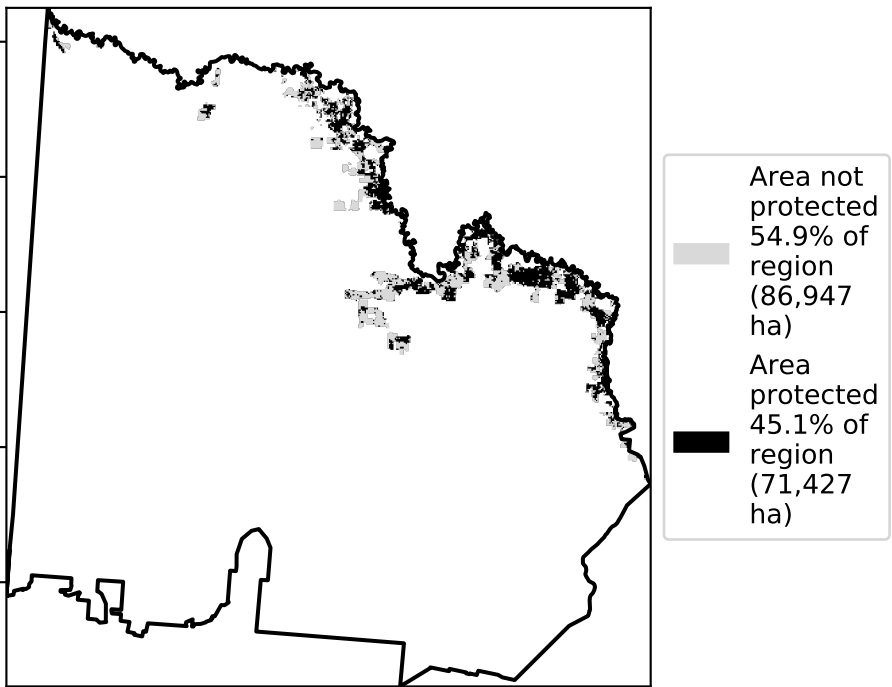 Area not
protected
54.9% of
region
(86,947
ha)
Area
protected
45.1% of
region
(71,427
ha)